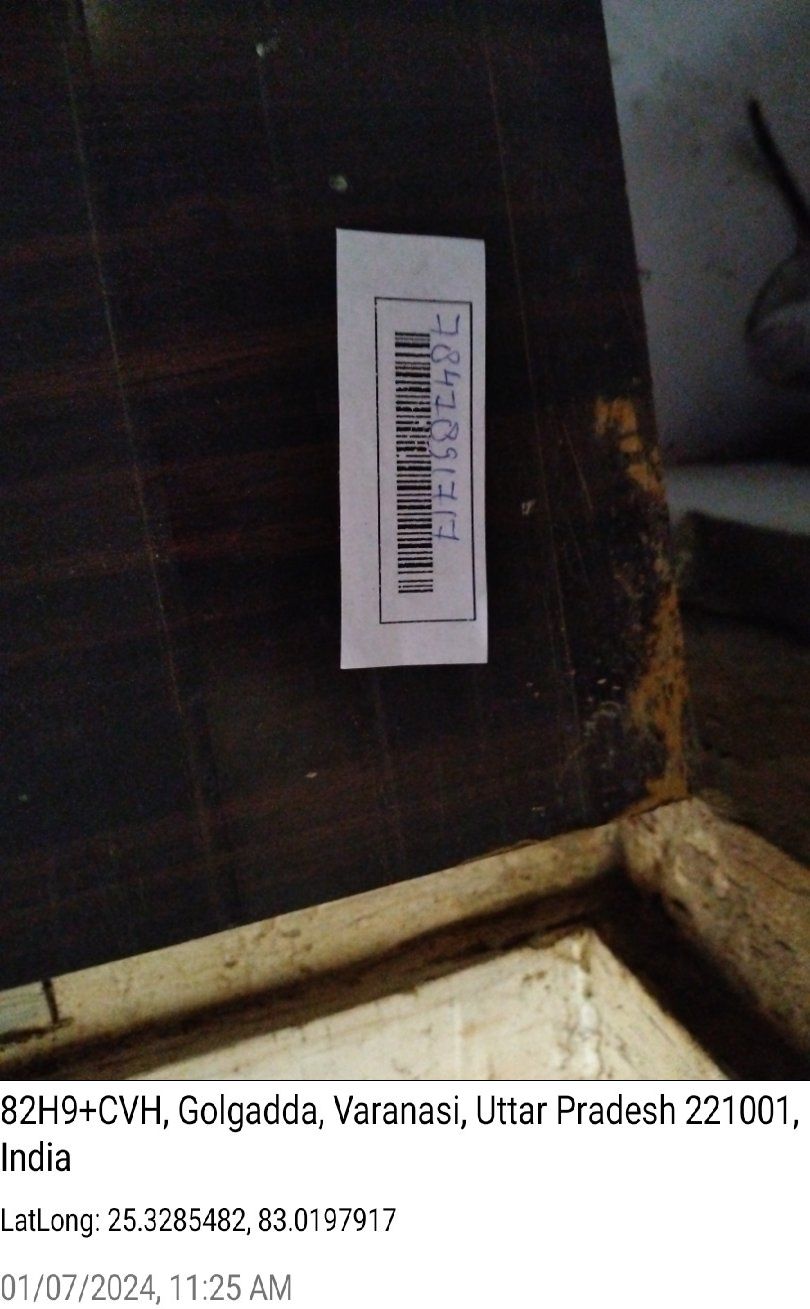 7847891717
82H9+CVH, Golgadda, Varanasi, Uttar Pradesh 221001,
India
LatLong: 25.3285482, 83.0197917
01/07/2024, 11:25 AM